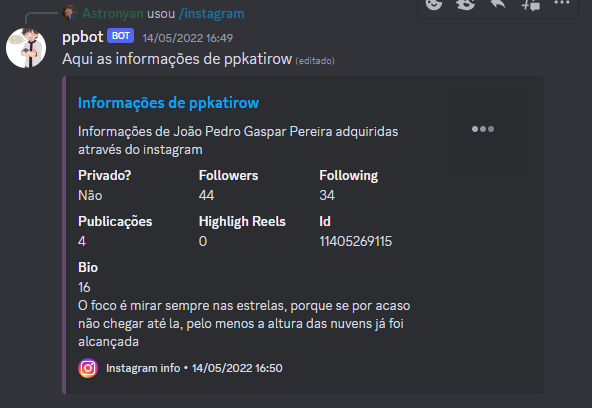 Astronyan usou /instagram
ppbot BOT 14/05/2022 16:49
Aqui as informações de ppkatirow (editado)
Informações de ppkatirow
Informações de João Pedro Gaspar Pereira adquiridas
através do instagram
Privado? Followers Following
Não 44 34
Publicações Highligh Reels Id
4 0 11405269115
Bio
16
O foco é mirar sempre nas estrelas, porque se por acaso
não chegar até la, pelo menos a altura das nuvens já foi
alcançada
Instagram info • 14/05/2022 16:50